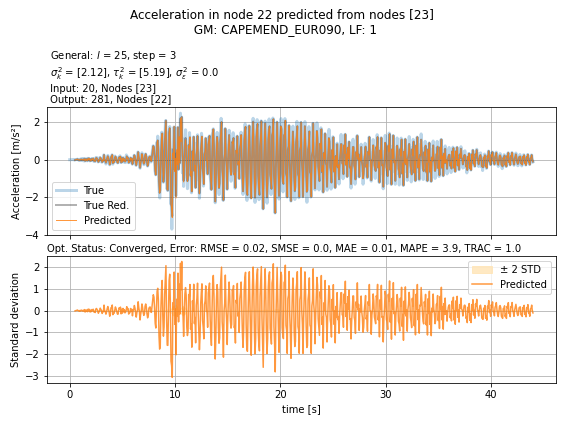 Acceleration in node 22 predicted from nodes [23]
GM: CAPEMEND_EUR090, LF: 1
General: l = 25, step = 3
σ²ₖ = [2.12], τ²ₖ = [5.19], σ²ε = 0.0
Input: 20, Nodes [23]
Output: 281, Nodes [22]
Acceleration [m/s²]
2
0
−2
−4
True
True Red.
Predicted
Opt. Status: Converged, Error: RMSE = 0.02, SMSE = 0.0, MAE = 0.01, MAPE = 3.9, TRAC = 1.0
Standard deviation
2
1
0
−1
−2
−3
± 2 STD
Predicted
0 10 20 30 40
time [s]